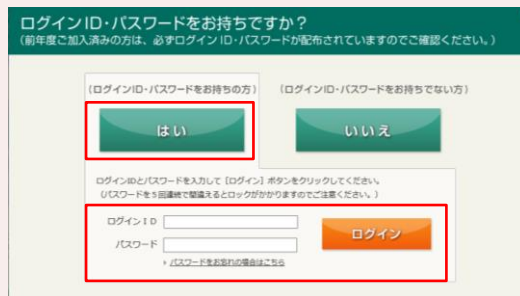 ログインID・パスワードをお持ちですか？
（前年度ご加入済みの方は、必ずログインID・パスワードが配布されていますのでご確認ください。）
（ログインID・パスワードをお持ちの方）
（ログインID・パスワードをお持ちでない方）
はい
いいえ
ログインIDとパスワードを入力して［ログイン］ボタンをクリックしてください。
（パスワードを5回連続で間違えるとロックがかかりますのでご注意ください。）
ログインID
パスワード
ログイン
› パスワードをお忘れの場合はこちら